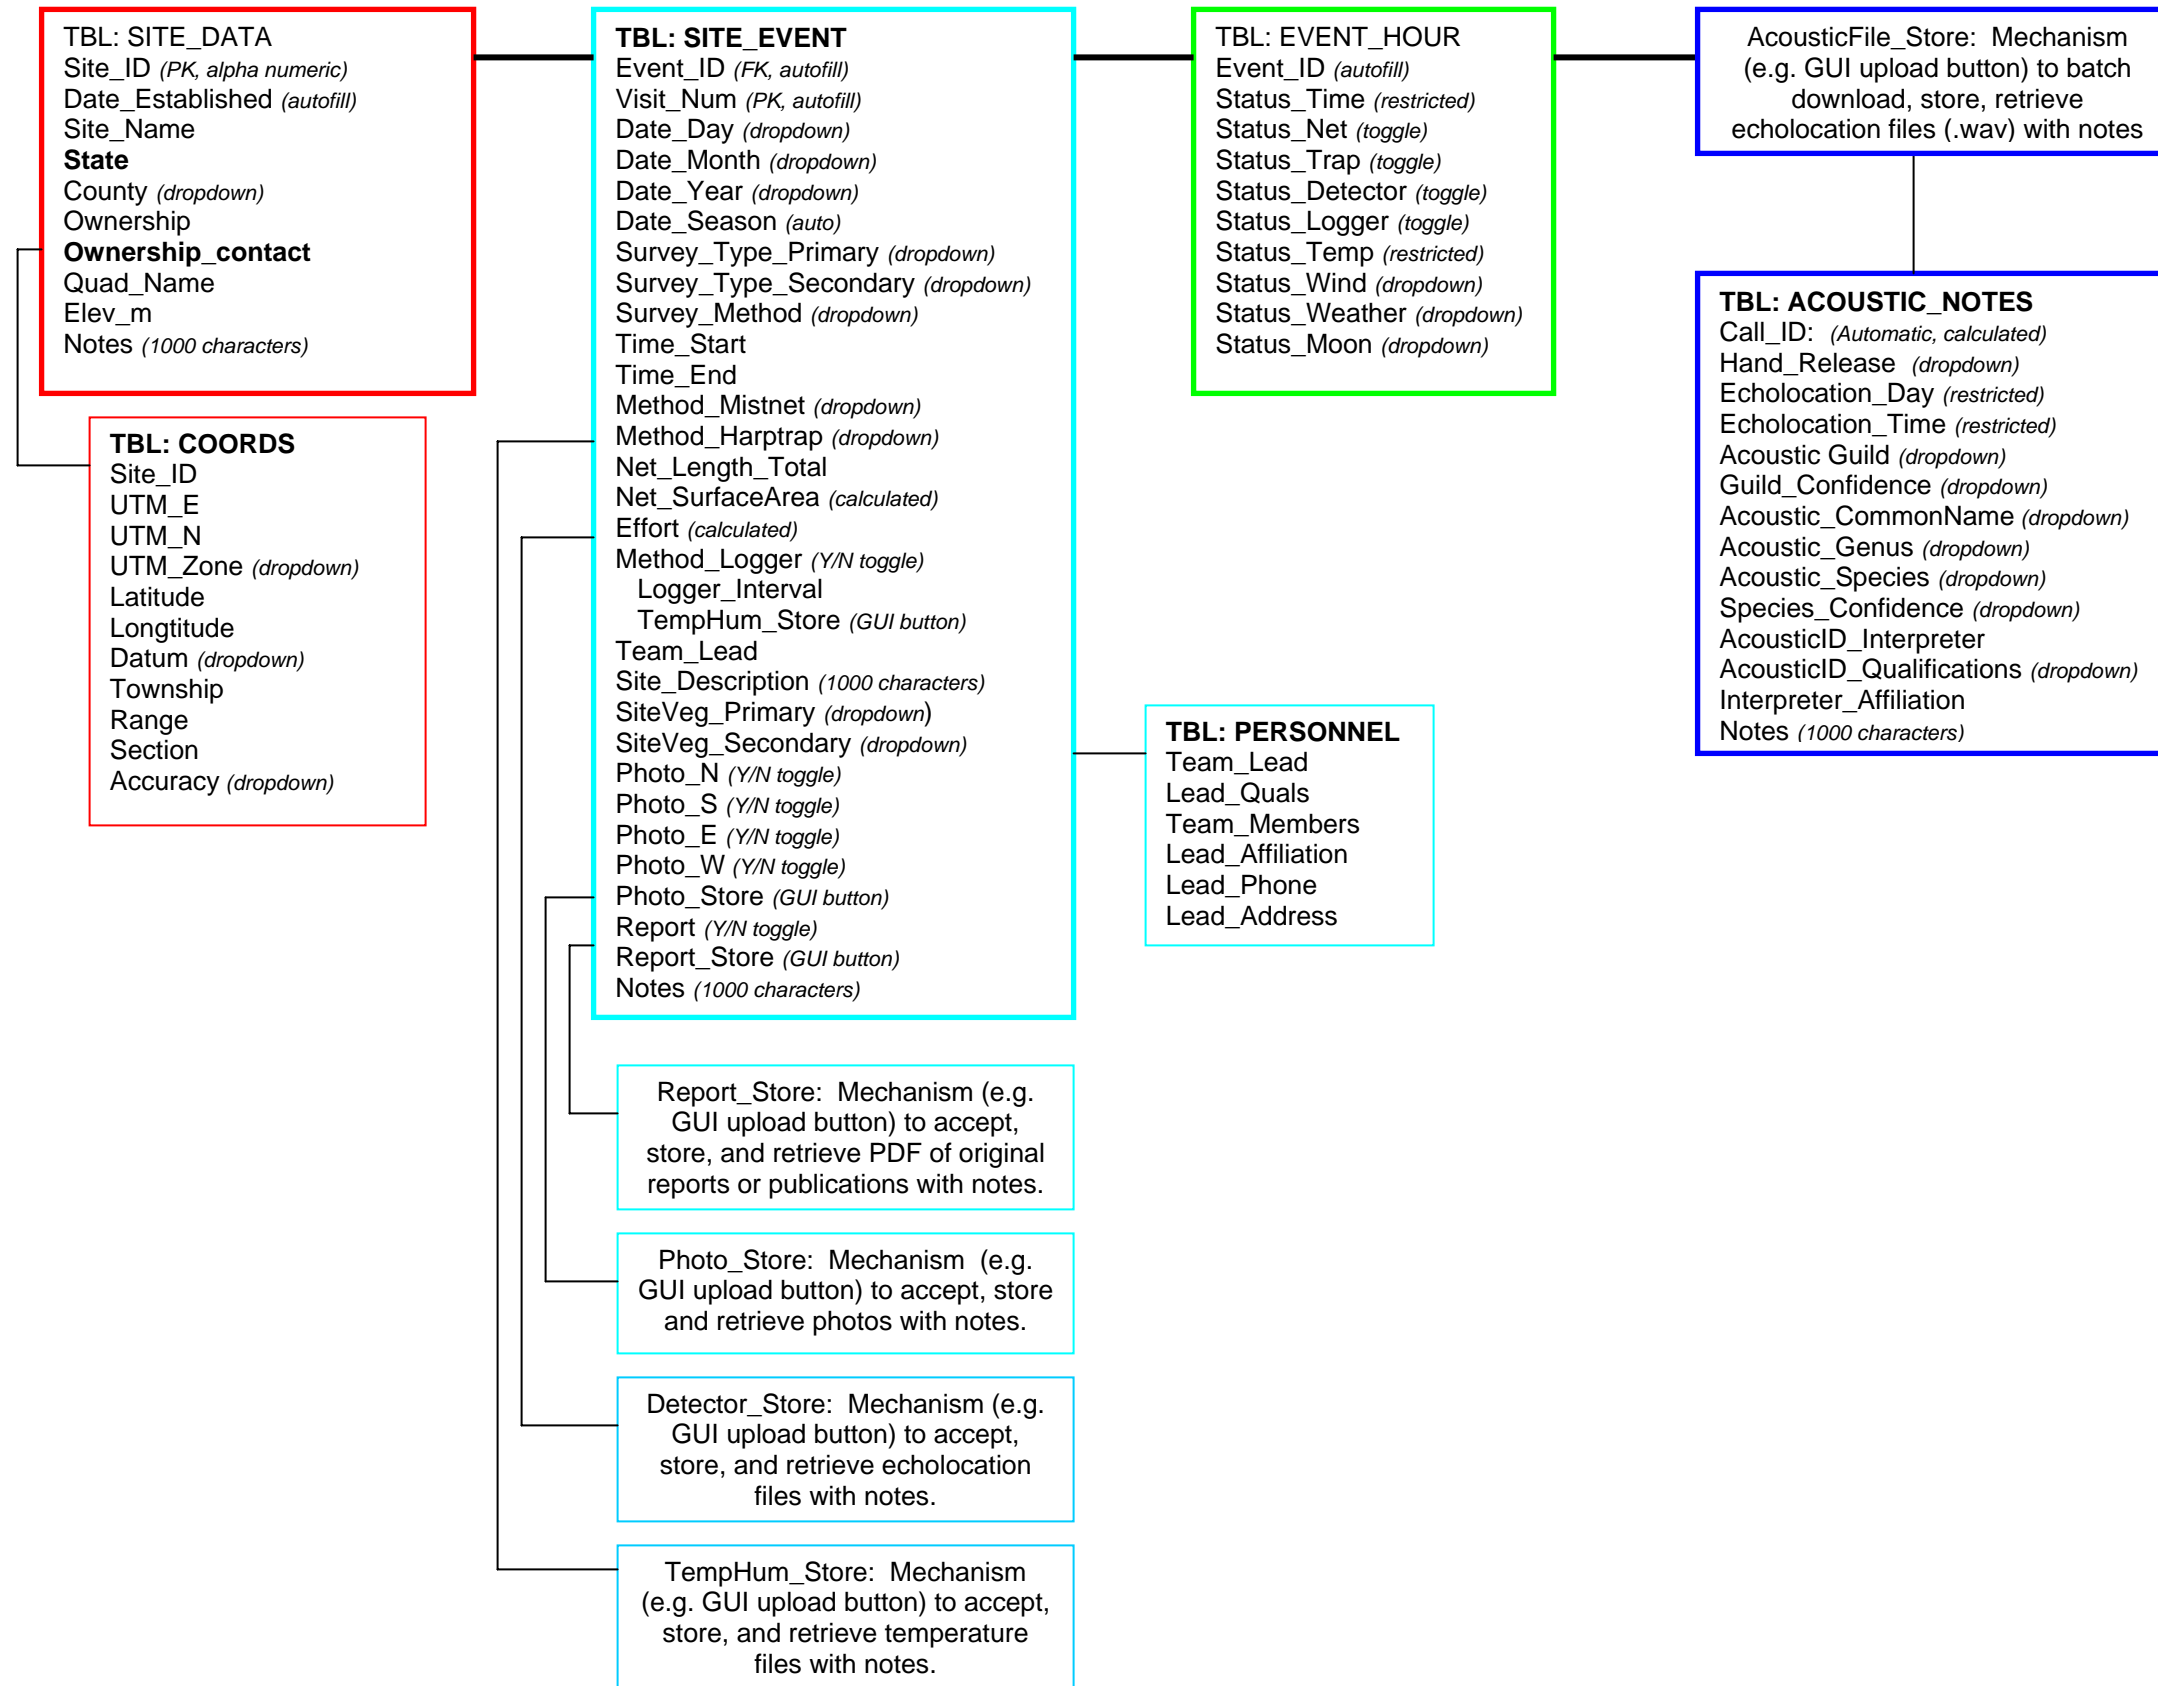 TBL: SITE_DATA
Site_ID (PK, alpha numeric)
Date_Established (autofill)
Site_Name
State
County (dropdown)
Ownership
Ownership_contact
Quad_Name
Elev_m
Notes (1000 characters)
TBL: COORDS
Site_ID
UTM_E
UTM_N
UTM_Zone (dropdown)
Latitude
Longtitude
Datum (dropdown)
Township
Range
Section
Accuracy (dropdown)
TBL: SITE_EVENT
Event_ID (FK, autofill)
Visit_Num (PK, autofill)
Date_Day (dropdown)
Date_Month (dropdown)
Date_Year (dropdown)
Date_Season (auto)
Survey_Type_Primary (dropdown)
Survey_Type_Secondary (dropdown)
Survey_Method (dropdown)
Time_Start
Time_End
Method_Mistnet (dropdown)
Method_Harptrap (dropdown)
Net_Length_Total
Net_SurfaceArea (calculated)
Effort (calculated)
Method_Logger (Y/N toggle)
Logger_Interval
TempHum_Store (GUI button)
Team_Lead
Site_Description (1000 characters)
SiteVeg_Primary (dropdown)
SiteVeg_Secondary (dropdown)
Photo_N (Y/N toggle)
Photo_S (Y/N toggle)
Photo_E (Y/N toggle)
Photo_W (Y/N toggle)
Photo_Store (GUI button)
Report (Y/N toggle)
Report_Store (GUI button)
Notes (1000 characters)
Report_Store: Mechanism (e.g.
GUI upload button) to accept,
store, and retrieve PDF of original
reports or publications with notes.
Photo_Store: Mechanism (e.g.
GUI upload button) to accept, store
and retrieve photos with notes.
Detector_Store: Mechanism (e.g.
GUI upload button) to accept,
store, and retrieve echolocation
files with notes.
TempHum_Store: Mechanism
(e.g. GUI upload button) to accept,
store, and retrieve temperature
files with notes.
TBL: EVENT_HOUR
Event_ID (autofill)
Status_Time (restricted)
Status_Net (toggle)
Status_Trap (toggle)
Status_Detector (toggle)
Status_Logger (toggle)
Status_Temp (restricted)
Status_Wind (dropdown)
Status_Weather (dropdown)
Status_Moon (dropdown)
TBL: PERSONNEL
Team_Lead
Lead_Quals
Team_Members
Lead_Affiliation
Lead_Phone
Lead_Address
AcousticFile_Store: Mechanism
(e.g. GUI upload button) to batch
download, store, retrieve
echolocation files (.wav) with notes
TBL: ACOUSTIC_NOTES
Call_ID: (Automatic, calculated)
Hand_Release (dropdown)
Echolocation_Day (restricted)
Echolocation_Time (restricted)
Acoustic Guild (dropdown)
Guild_Confidence (dropdown)
Acoustic_CommonName (dropdown)
Acoustic_Genus (dropdown)
Acoustic_Species (dropdown)
Species_Confidence (dropdown)
AcousticID_Interpreter
AcousticID_Qualifications (dropdown)
Interpreter_Affiliation
Notes (1000 characters)